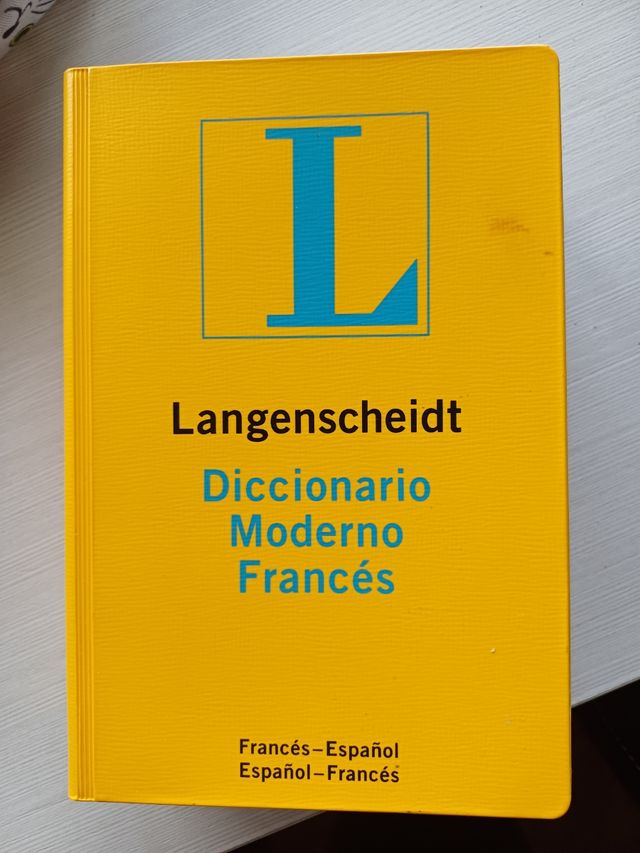 L
Langenscheidt
Diccionario
Moderno
Francés
Francés–Español
Español–Francés